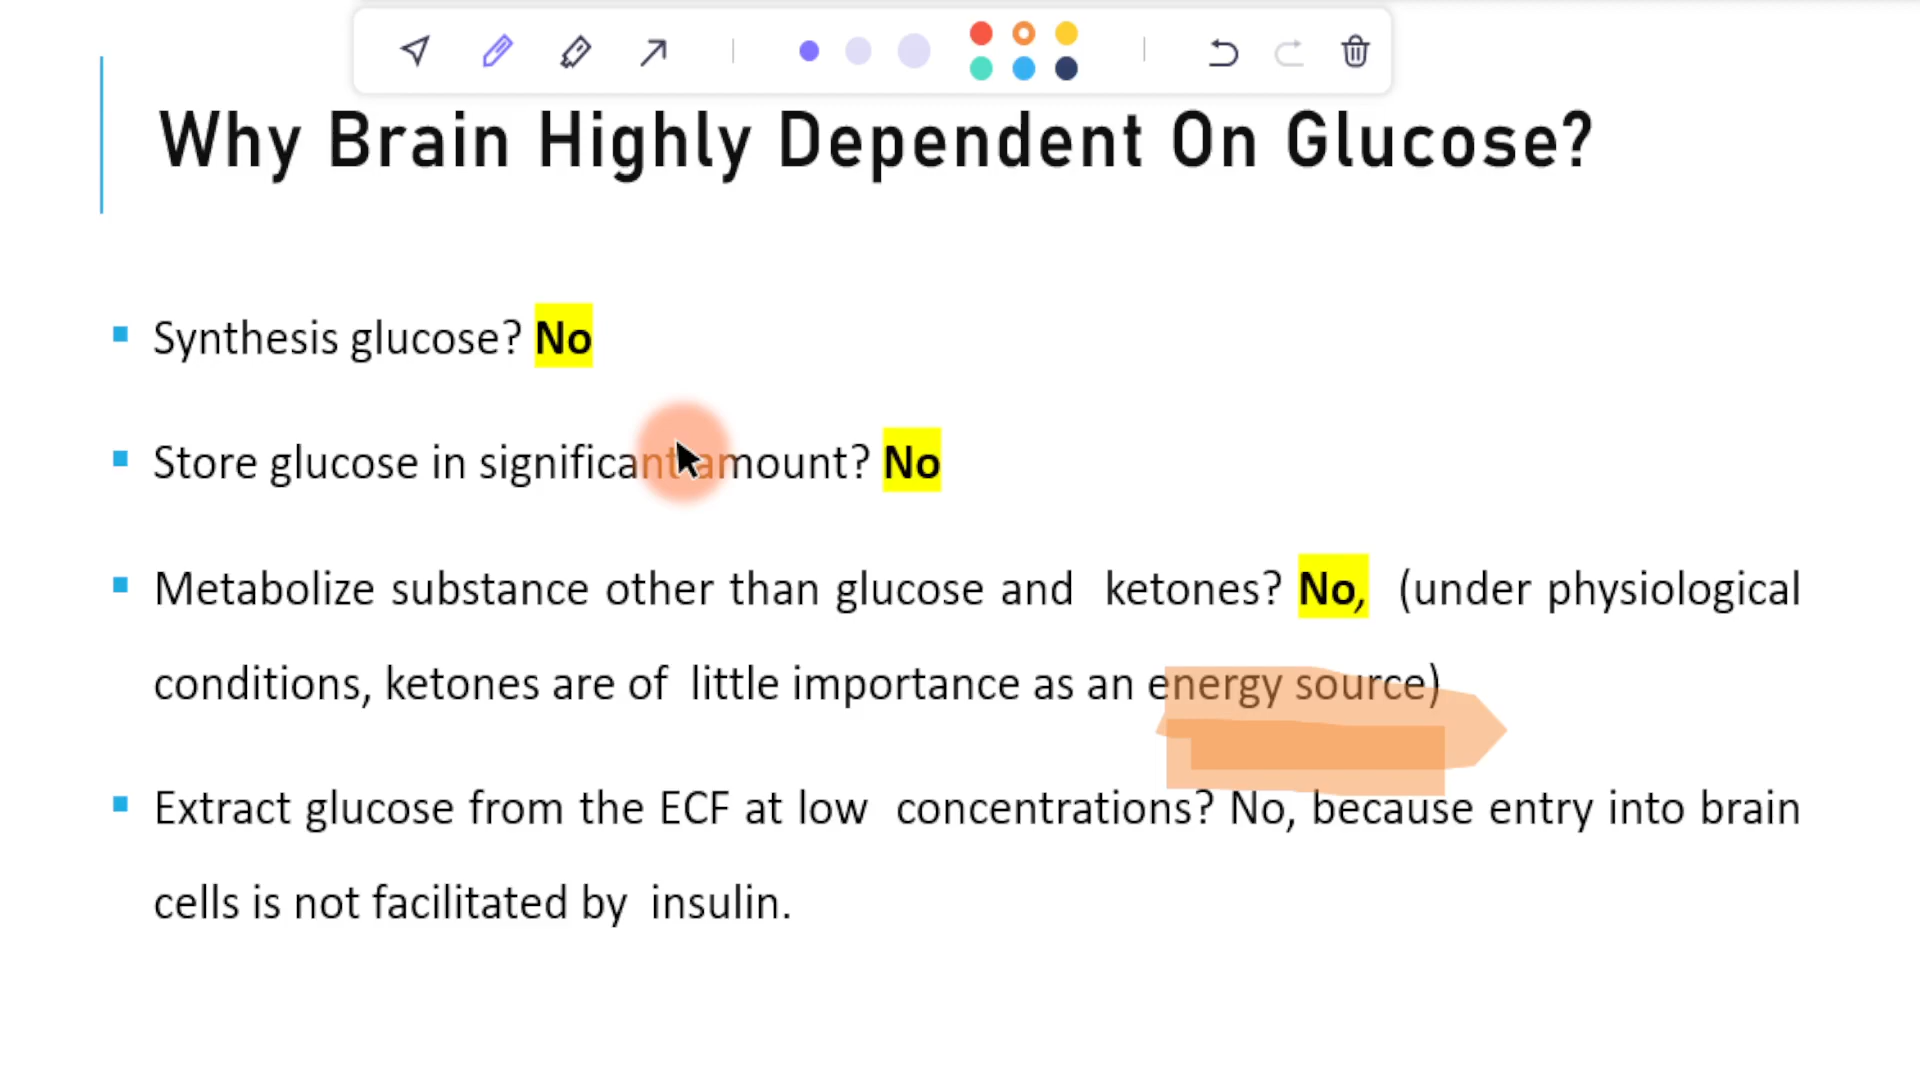 Why Brain Highly Dependent On Glucose?
Synthesis glucose? No
Store glucose in significant amount? No
Metabolize substance other than glucose and ketones? No, (under physiological
conditions, ketones are of little importance as an energy source)
Extract glucose from the ECF at low concentrations? No, because entry into brain
cells is not facilitated by insulin.